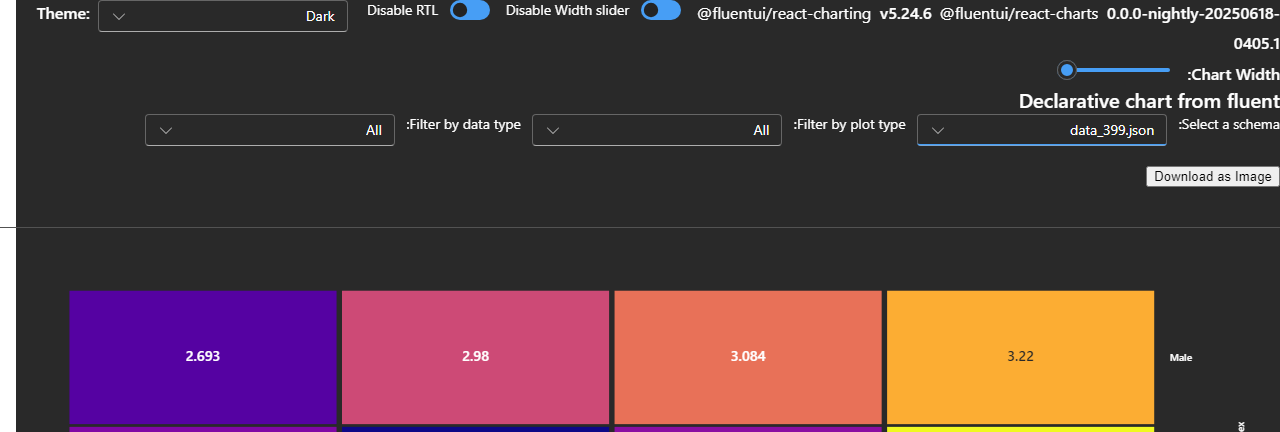 Theme: Dark Disable RTL Disable Width slider @fluentui/react-charting v5.24.6 @fluentui/react-charts 0.0.0-nightly-20250618-
0405.1
:Chart Width
Declarative chart from fluent
:Select a schema data_399.json :Filter by plot type All :Filter by data type All
Download as Image
2.693 2.98 3.084 3.22 Male